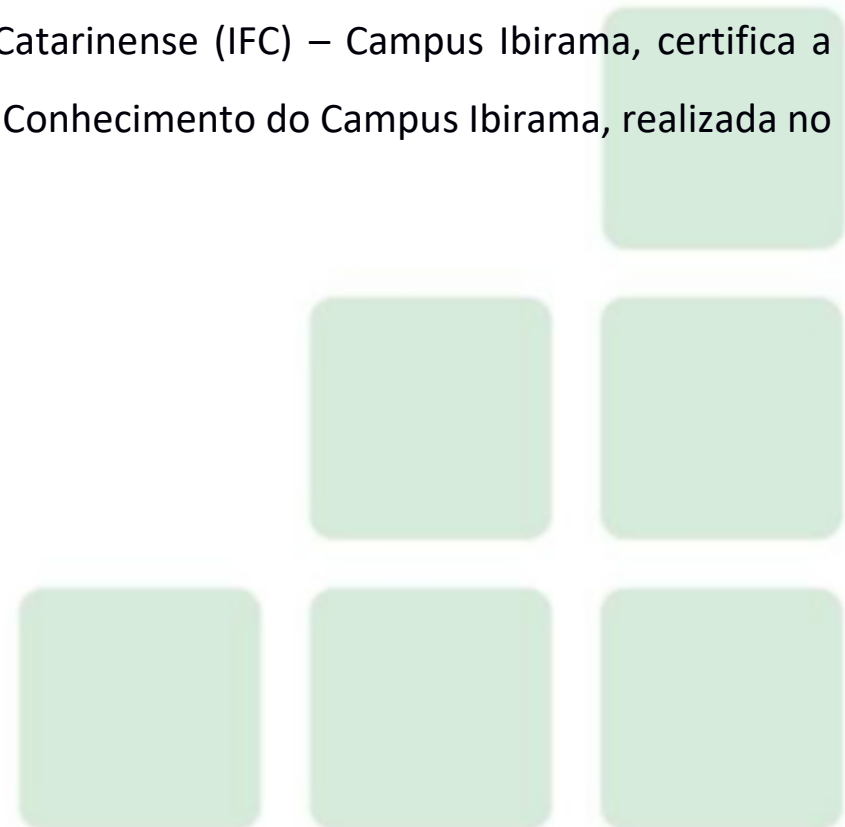 Catarinense (IFC) – Campus Ibirama, certifica a
Conhecimento do Campus Ibirama, realizada no